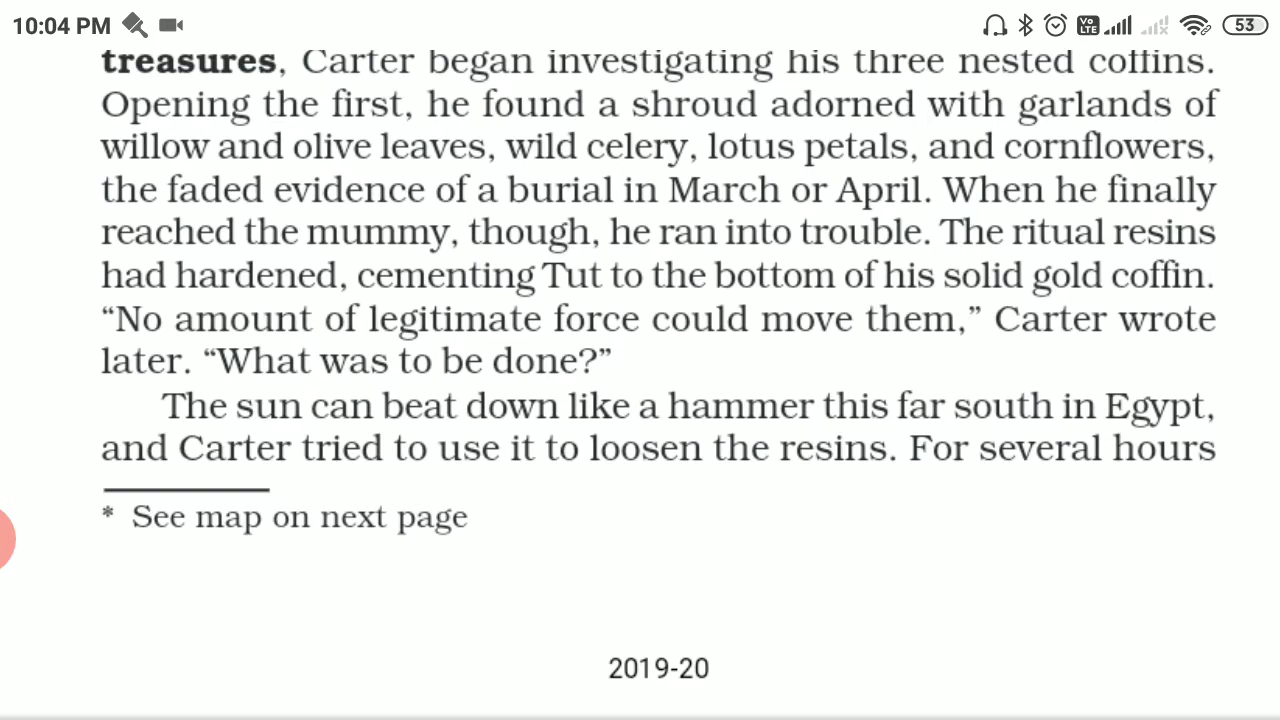 10:04 PM VO LTE 53
treasures, Carter began investigating his three nested coffins.
Opening the first, he found a shroud adorned with garlands of
willow and olive leaves, wild celery, lotus petals, and cornflowers,
the faded evidence of a burial in March or April. When he finally
reached the mummy, though, he ran into trouble. The ritual resins
had hardened, cementing Tut to the bottom of his solid gold coffin.
“No amount of legitimate force could move them,” Carter wrote
later. “What was to be done?”
The sun can beat down like a hammer this far south in Egypt,
and Carter tried to use it to loosen the resins. For several hours
* See map on next page
2019-20